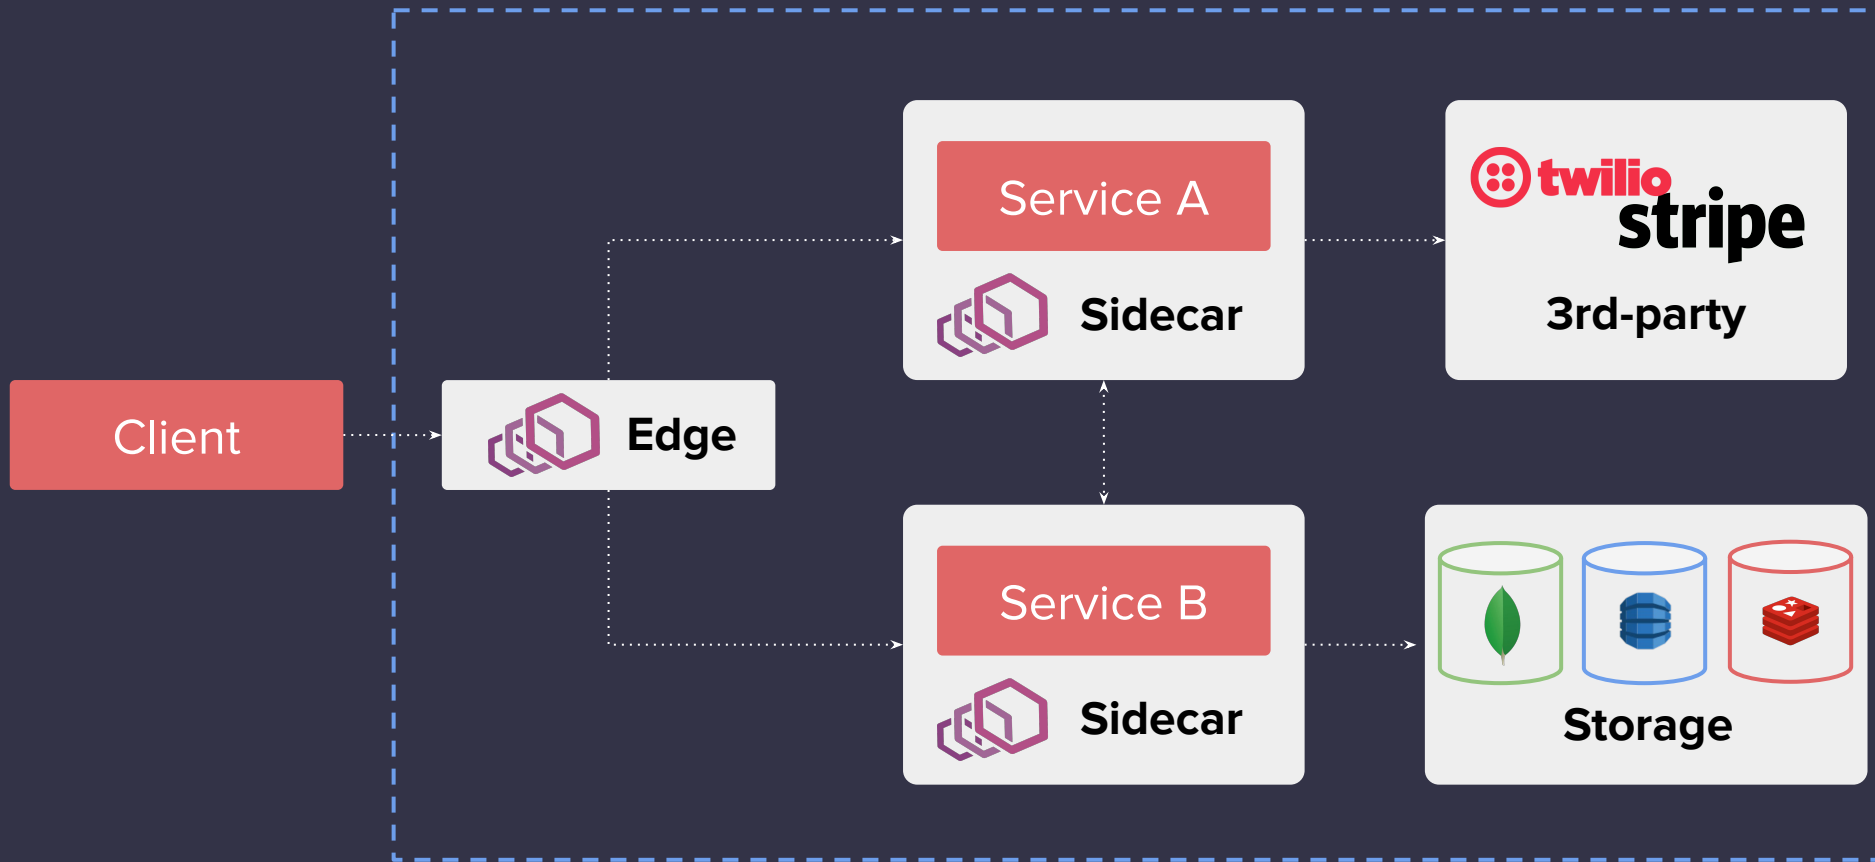 Client
Edge
Service A
Sidecar
twilio
stripe
3rd-party
Service B
Sidecar
Storage